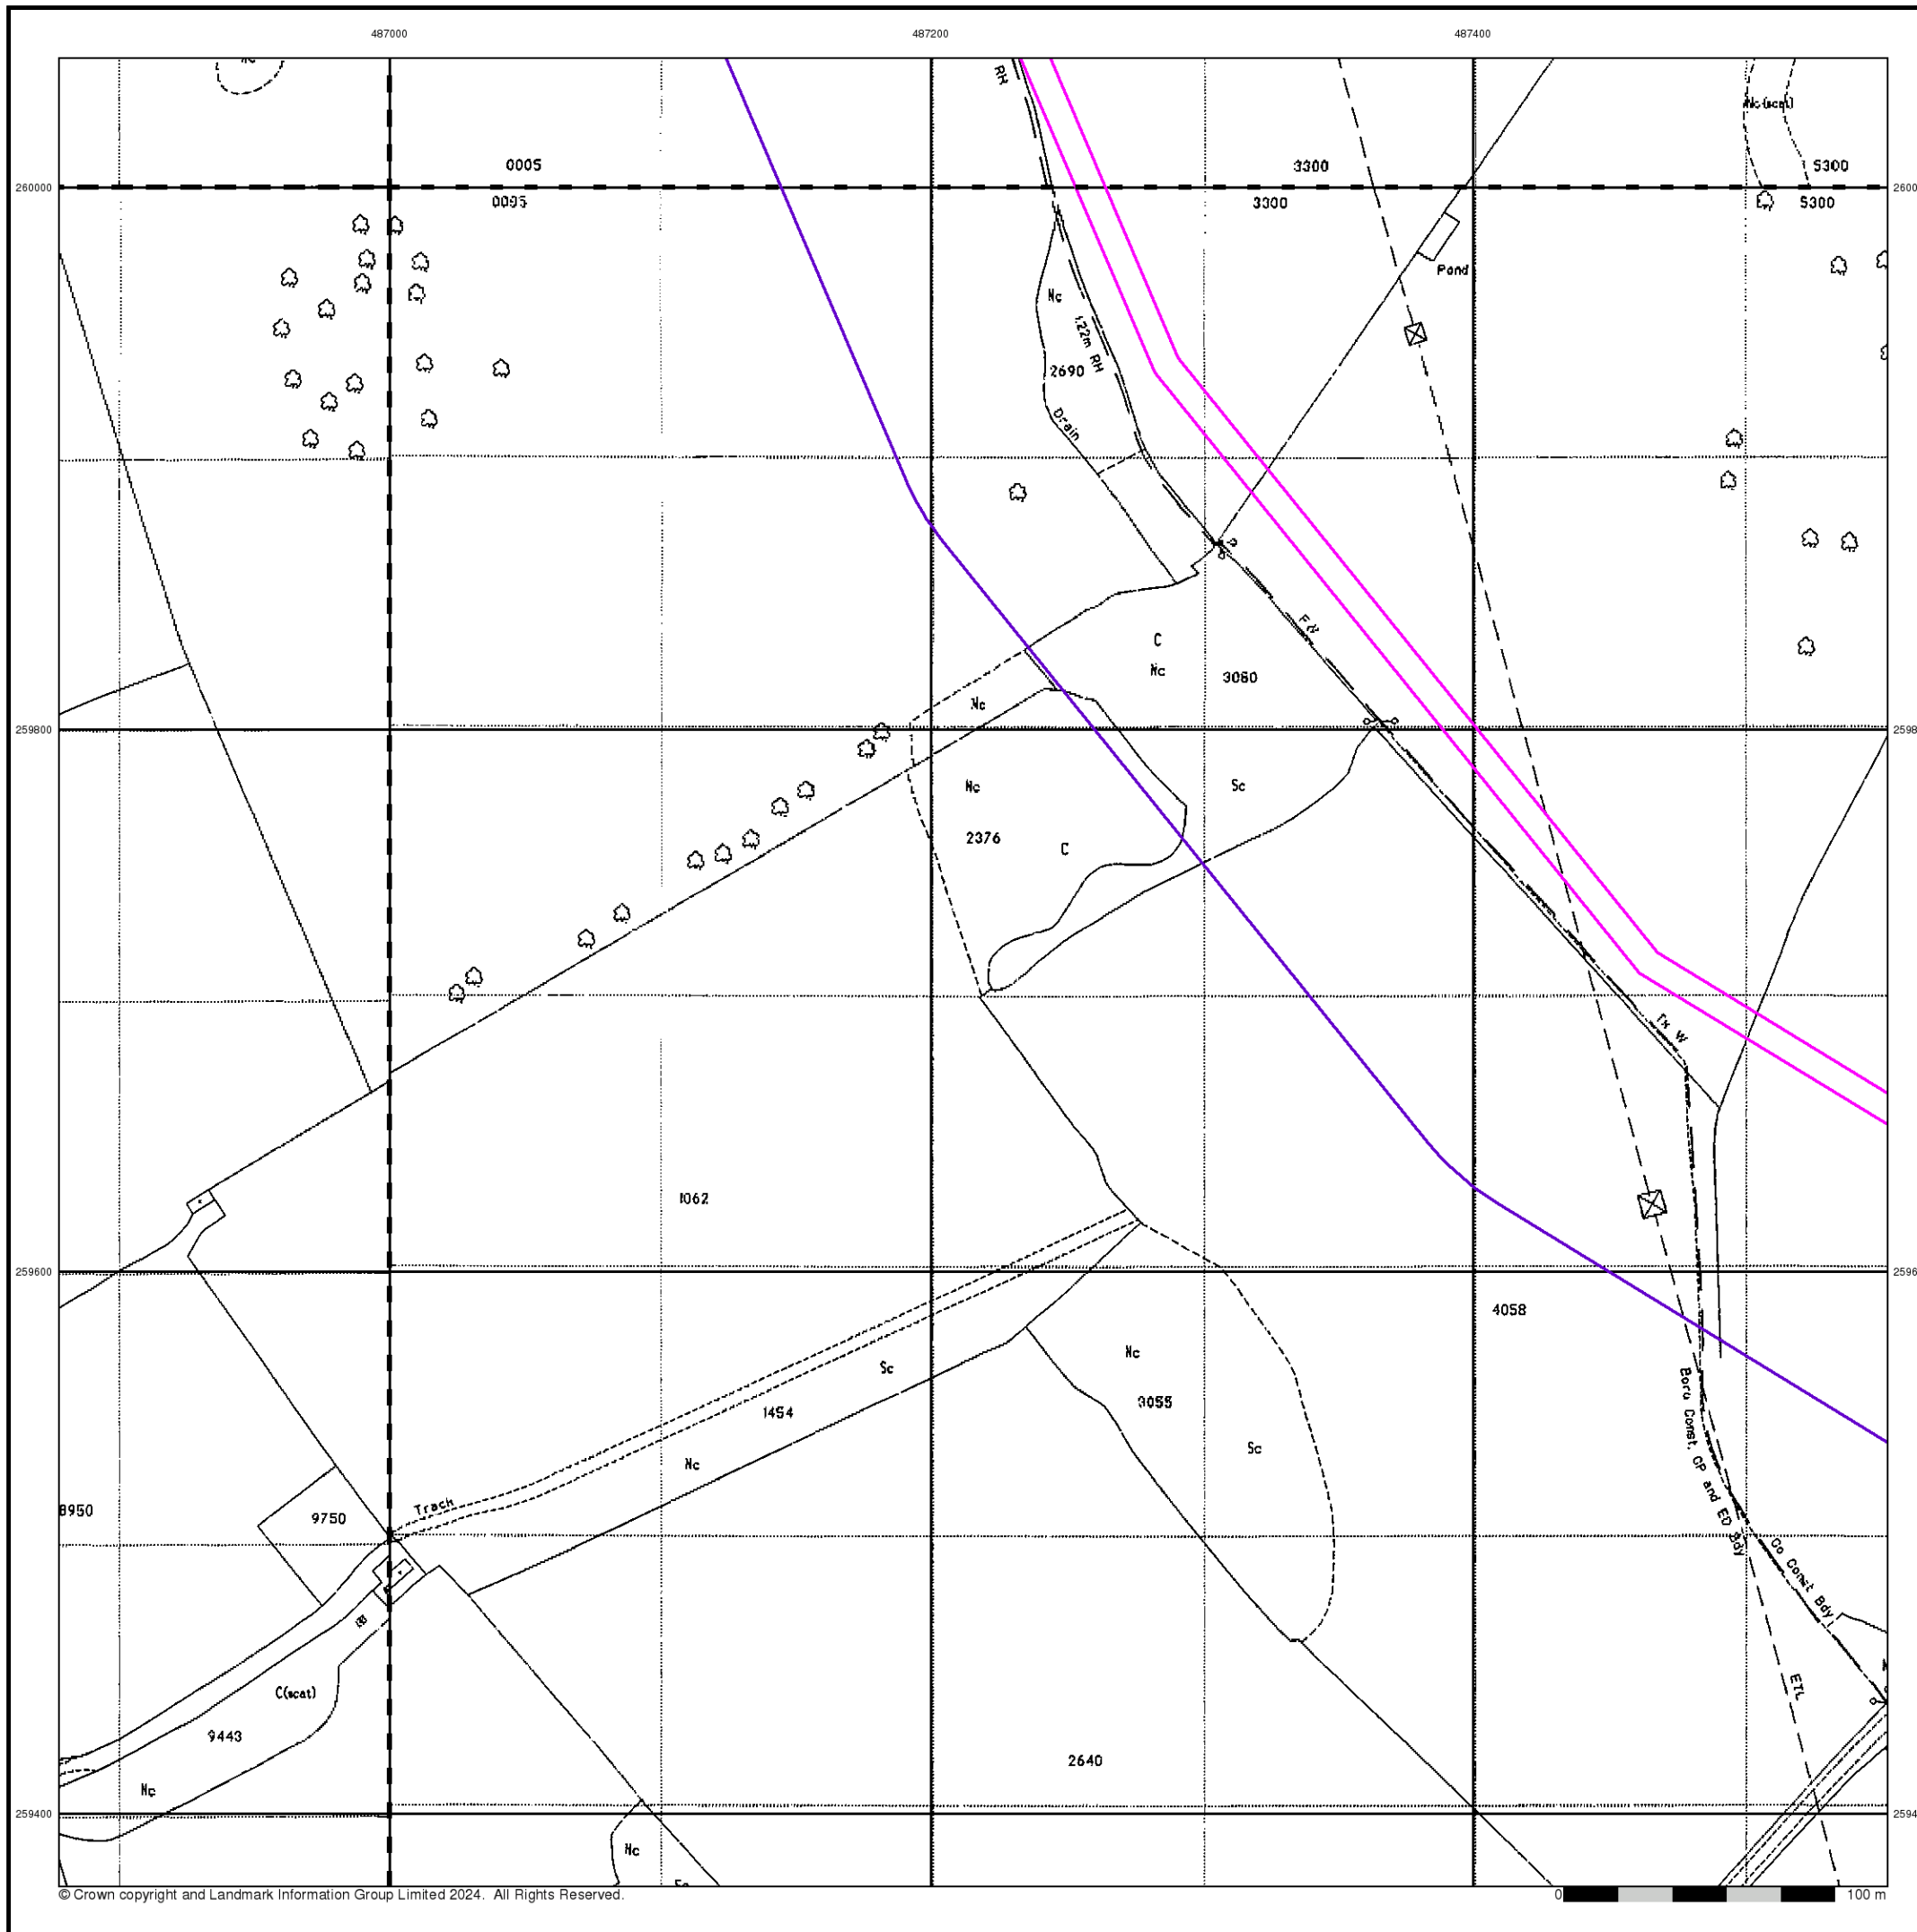 487000 487200 487400
Nc
RH
Nc (scat)
0005 3300 5300
260000
0095 3300 5300
Pond
Nc
1.22m RH
2690
Drain
FW
C
Nc
3080
Nc
259800
Nc
Sc
2376
C
Tk W
1062
259600
4058
Nc
Sc
3055
1454
Sc
Nc
Boro Const, CP and ED Bdy
Track
8950
9750
Co Const Bdy
C(scat)
ETL
9443
2640
Nc
259400
Nc
© Crown copyright and Landmark Information Group Limited 2024. All Rights Reserved.
0 100 m